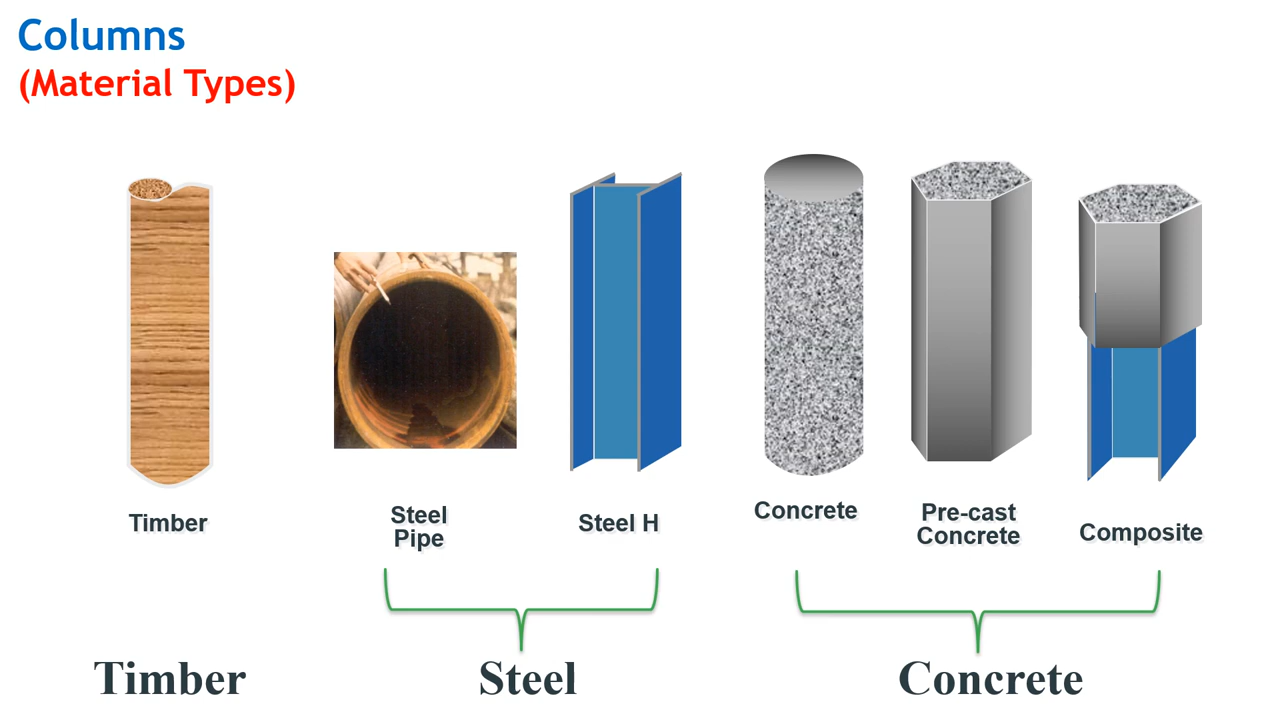 Columns
(Material Types)
Timber
Steel
Pipe
Steel H
Concrete
Pre-cast
Concrete
Composite
Timber
Steel
Concrete